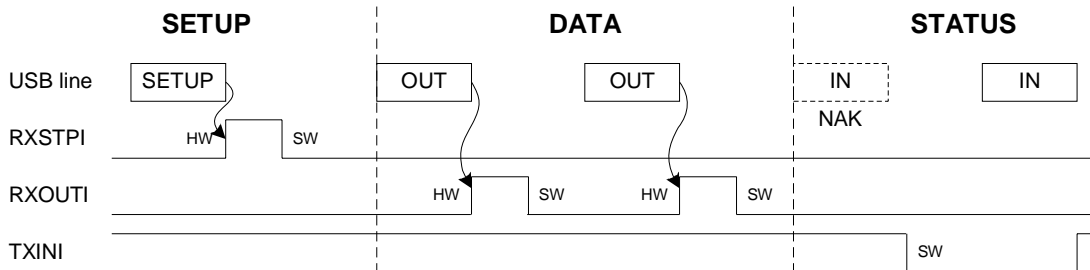 SETUP DATA STATUS
USB line SETUP OUT OUT IN IN
NAK
RXSTPI HW SW
RXOUTI HW SW HW SW
TXINI SW